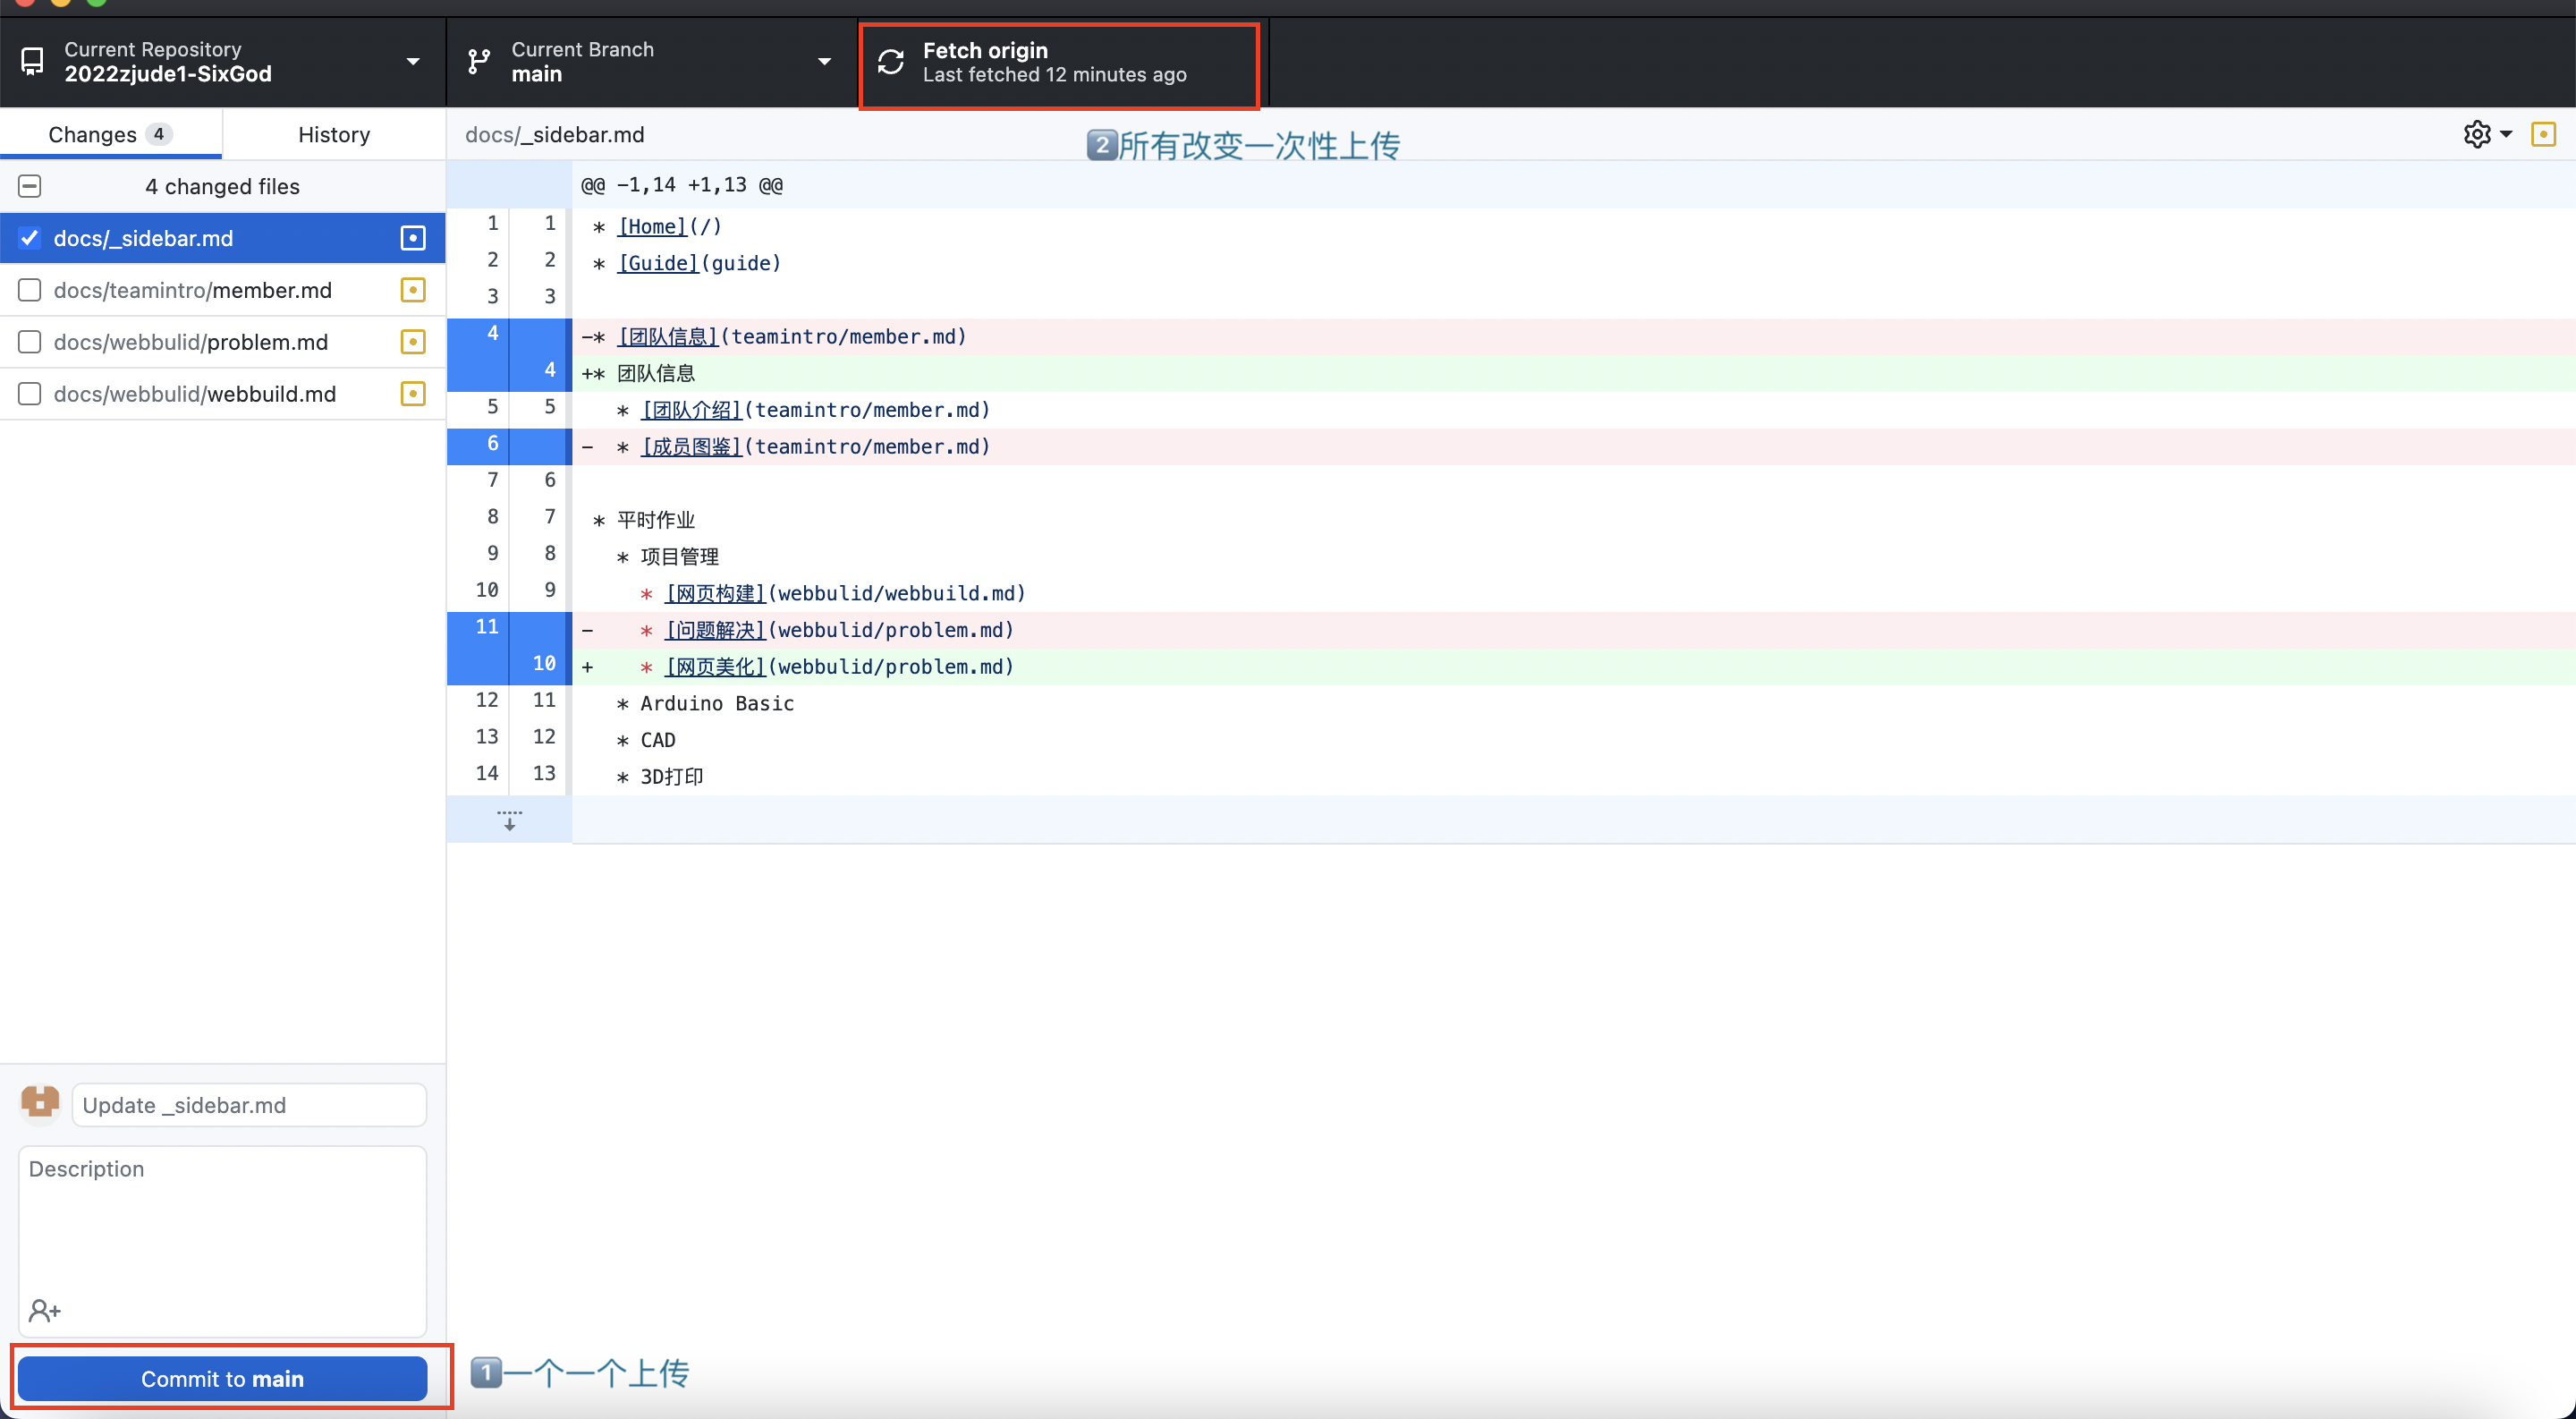 Current Repository
2022zjude1-SixGod
Current Branch
main
Fetch origin
Last fetched 12 minutes ago
Changes 4
History
docs/_sidebar.md
2所有改变一次性上传
4 changed files
docs/_sidebar.md
docs/teamintro/member.md
docs/webbulid/problem.md
docs/webbulid/webbuild.md
@@ -1,14 +1,13 @@
1 1 * [Home](/)
2 2 * [Guide](guide)
3 3
4 -* [团队信息](teamintro/member.md)
4 +* 团队信息
5 5 * [团队介绍](teamintro/member.md)
6 - * [成员图鉴](teamintro/member.md)
7 6
8 7 * 平时作业
9 8 * 项目管理
10 9 * [网页构建](webbulid/webbuild.md)
11 - * [问题解决](webbulid/problem.md)
10 + * [网页美化](webbulid/problem.md)
12 11 * Arduino Basic
13 12 * CAD
14 13 * 3D打印
Update _sidebar.md
Description
Commit to main
1一个一个上传